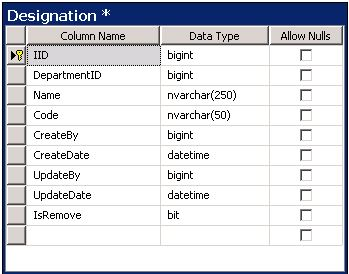 Designation *
Column Name Data Type Allow Nulls
IID bigint
DepartmentID bigint
Name nvarchar(250)
Code nvarchar(50)
CreateBy bigint
CreateDate datetime
UpdateBy bigint
UpdateDate datetime
IsRemove bit